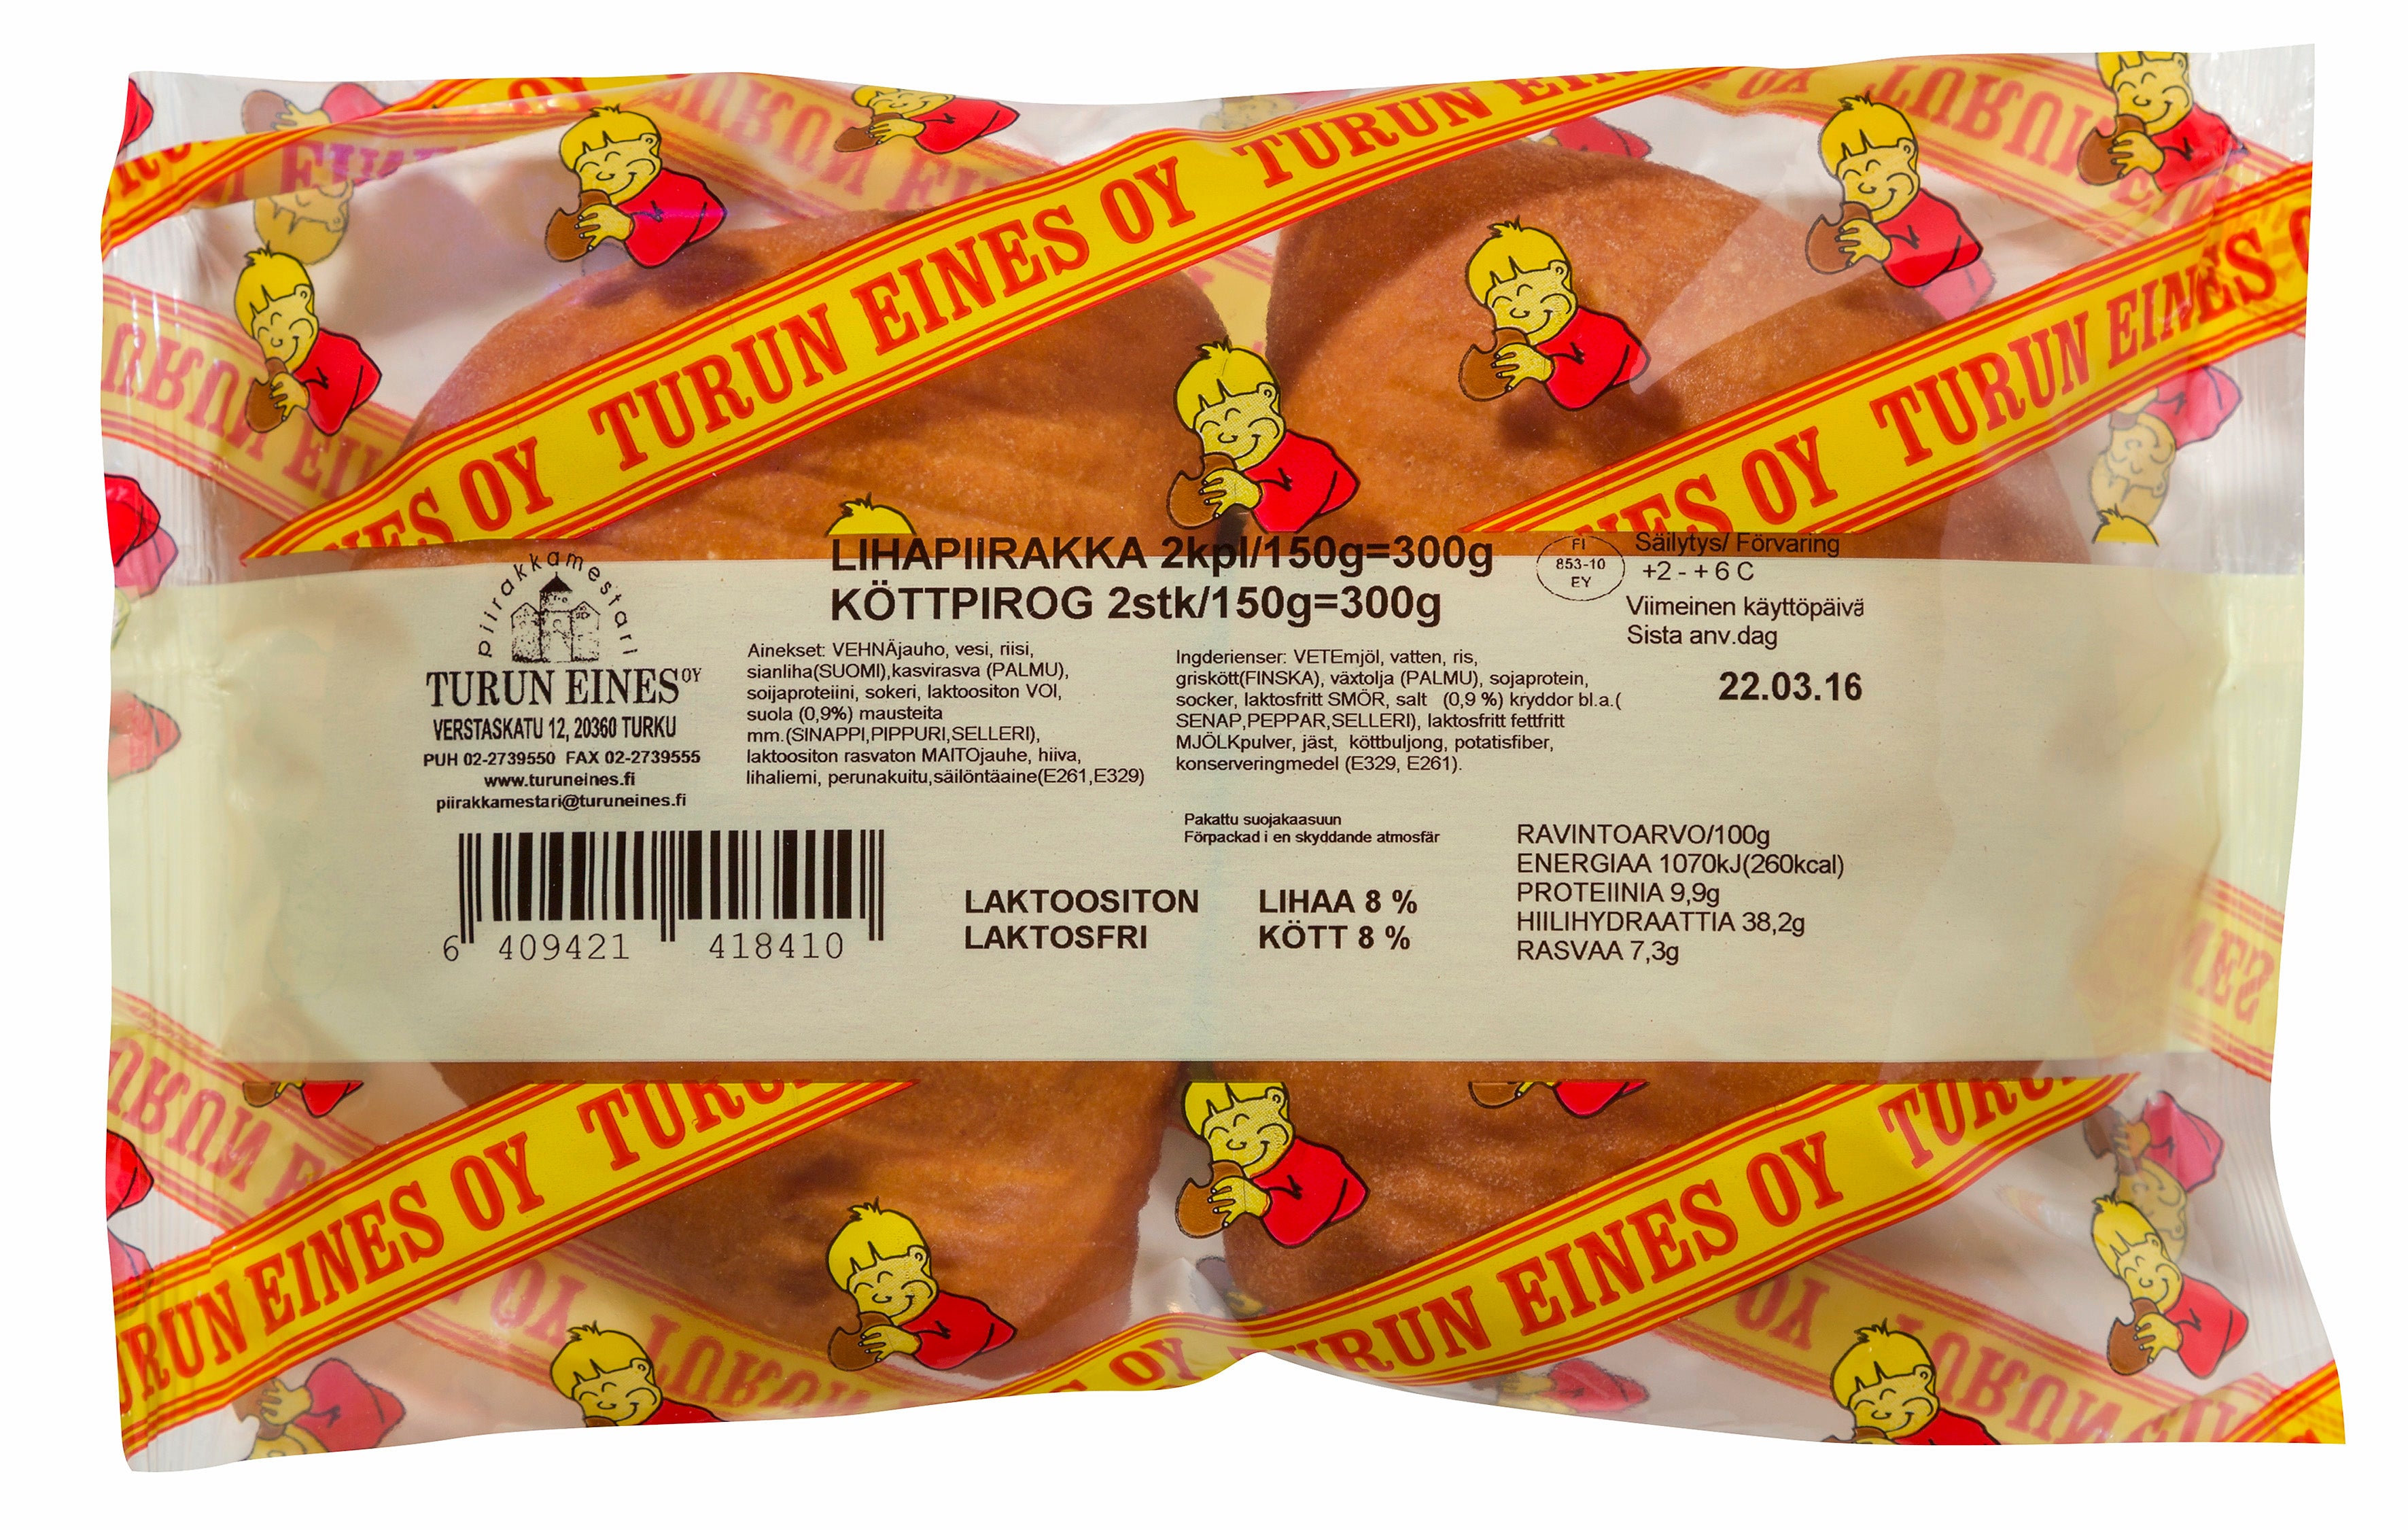 TURUN EINES OY TURUN
TURUN EINES
ES OY TURUN EINES OY
piirakkamestari
TURUN EINES OY
VERSTASKATU 12, 20360 TURKU
PUH 02-2739550 FAX 02-2739555
www.turuneines.fi
piirakkamestari@turuneines.fi
6 409421 418410
LIHAPIIRAKKA 2kpl/150g=300g
KÖTTPIROG 2stk/150g=300g
Ainekset: VEHNÄjauho, vesi, riisi,
sianliha(SUOMI),kasvirasva (PALMU),
soijaproteiini, sokeri, laktoositon VOI,
suola (0,9%) mausteita
mm.(SINAPPI,PIPPURI,SELLERI),
laktoositon rasvaton MAITOjauhe, hiiva,
lihaliemi, perunakuitu,säilöntäaine(E261,E329)
Ingderienser: VETEmjöl, vatten, ris,
griskött(FINSKA), växtolja (PALMU), sojaprotein,
socker, laktosfritt SMÖR, salt (0,9 %) kryddor bl.a.(
SENAP,PEPPAR,SELLERI), laktosfritt fettfritt
MJÖLKpulver, jäst, köttbuljong, potatisfiber,
konserveringmedel (E329, E261).
FI
853-10
EY
Säilytys/ Förvaring
+2 - + 6 C
Viimeinen käyttöpäivä
Sista anv.dag
22.03.16
Pakattu suojakaasuun
Förpackad i en skyddande atmosfär
LAKTOOSITON
LAKTOSFRI
LIHAA 8 %
KÖTT 8 %
RAVINTOARVO/100g
ENERGIAA 1070kJ(260kcal)
PROTEIINIA 9,9g
HIILIHYDRAATTIA 38,2g
RASVAA 7,3g
EINES OY
OY TURUN EINES OY